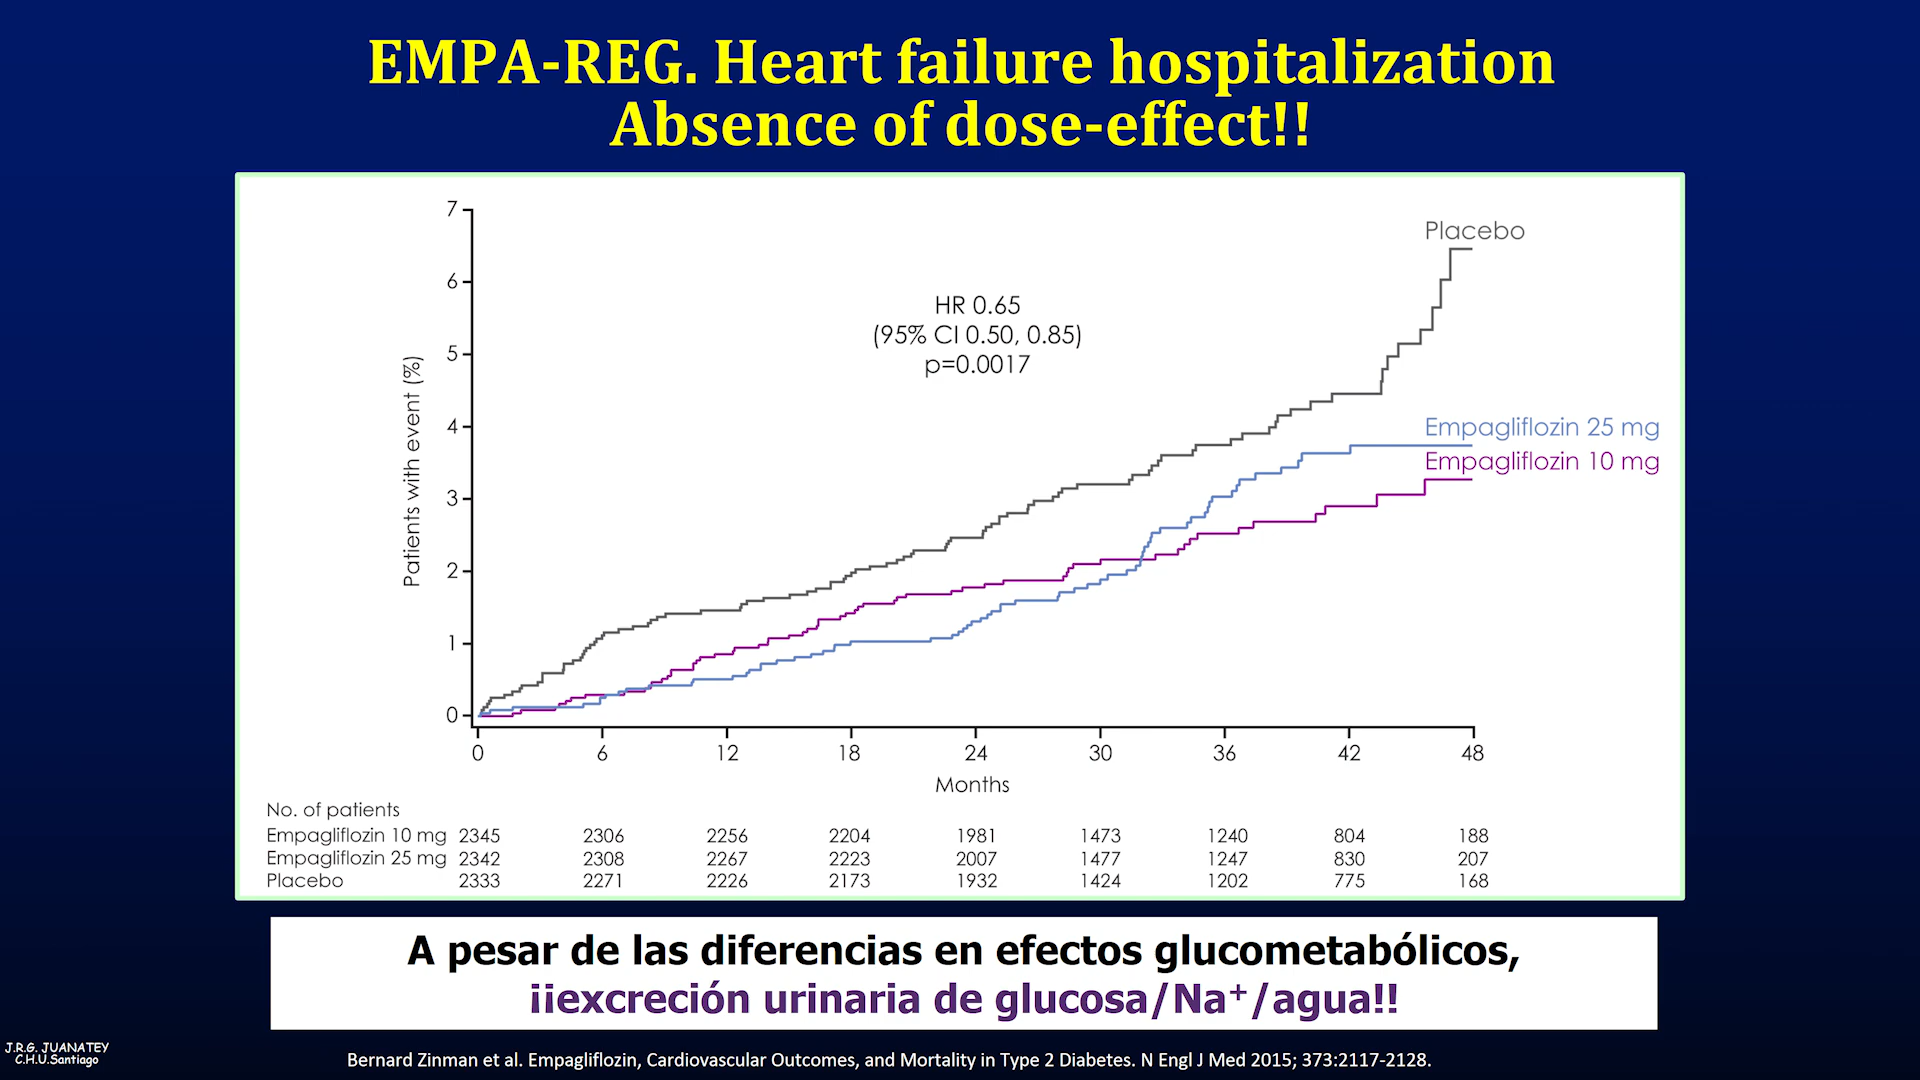 EMPA-REG. Heart failure hospitalization
Absence of dose-effect!!
7
6
5
4
3
2
1
0
Patients with event (%)
HR 0.65
(95% CI 0.50, 0.85)
p=0.0017
Placebo
Empagliflozin 25 mg
Empagliflozin 10 mg
0 6 12 18 24 30 36 42 48
Months
No. of patients
Empagliflozin 10 mg 2345 2306 2256 2204 1981 1473 1240 804 188
Empagliflozin 25 mg 2342 2308 2267 2223 2007 1477 1247 830 207
Placebo 2333 2271 2226 2173 1932 1424 1202 775 168
A pesar de las diferencias en efectos glucometabólicos,
¡¡excreción urinaria de glucosa/Na⁺/agua!!
J.R.G. JUANATEY
C.H.U.Santiago
Bernard Zinman et al. Empagliflozin, Cardiovascular Outcomes, and Mortality in Type 2 Diabetes. N Engl J Med 2015; 373:2117-2128.